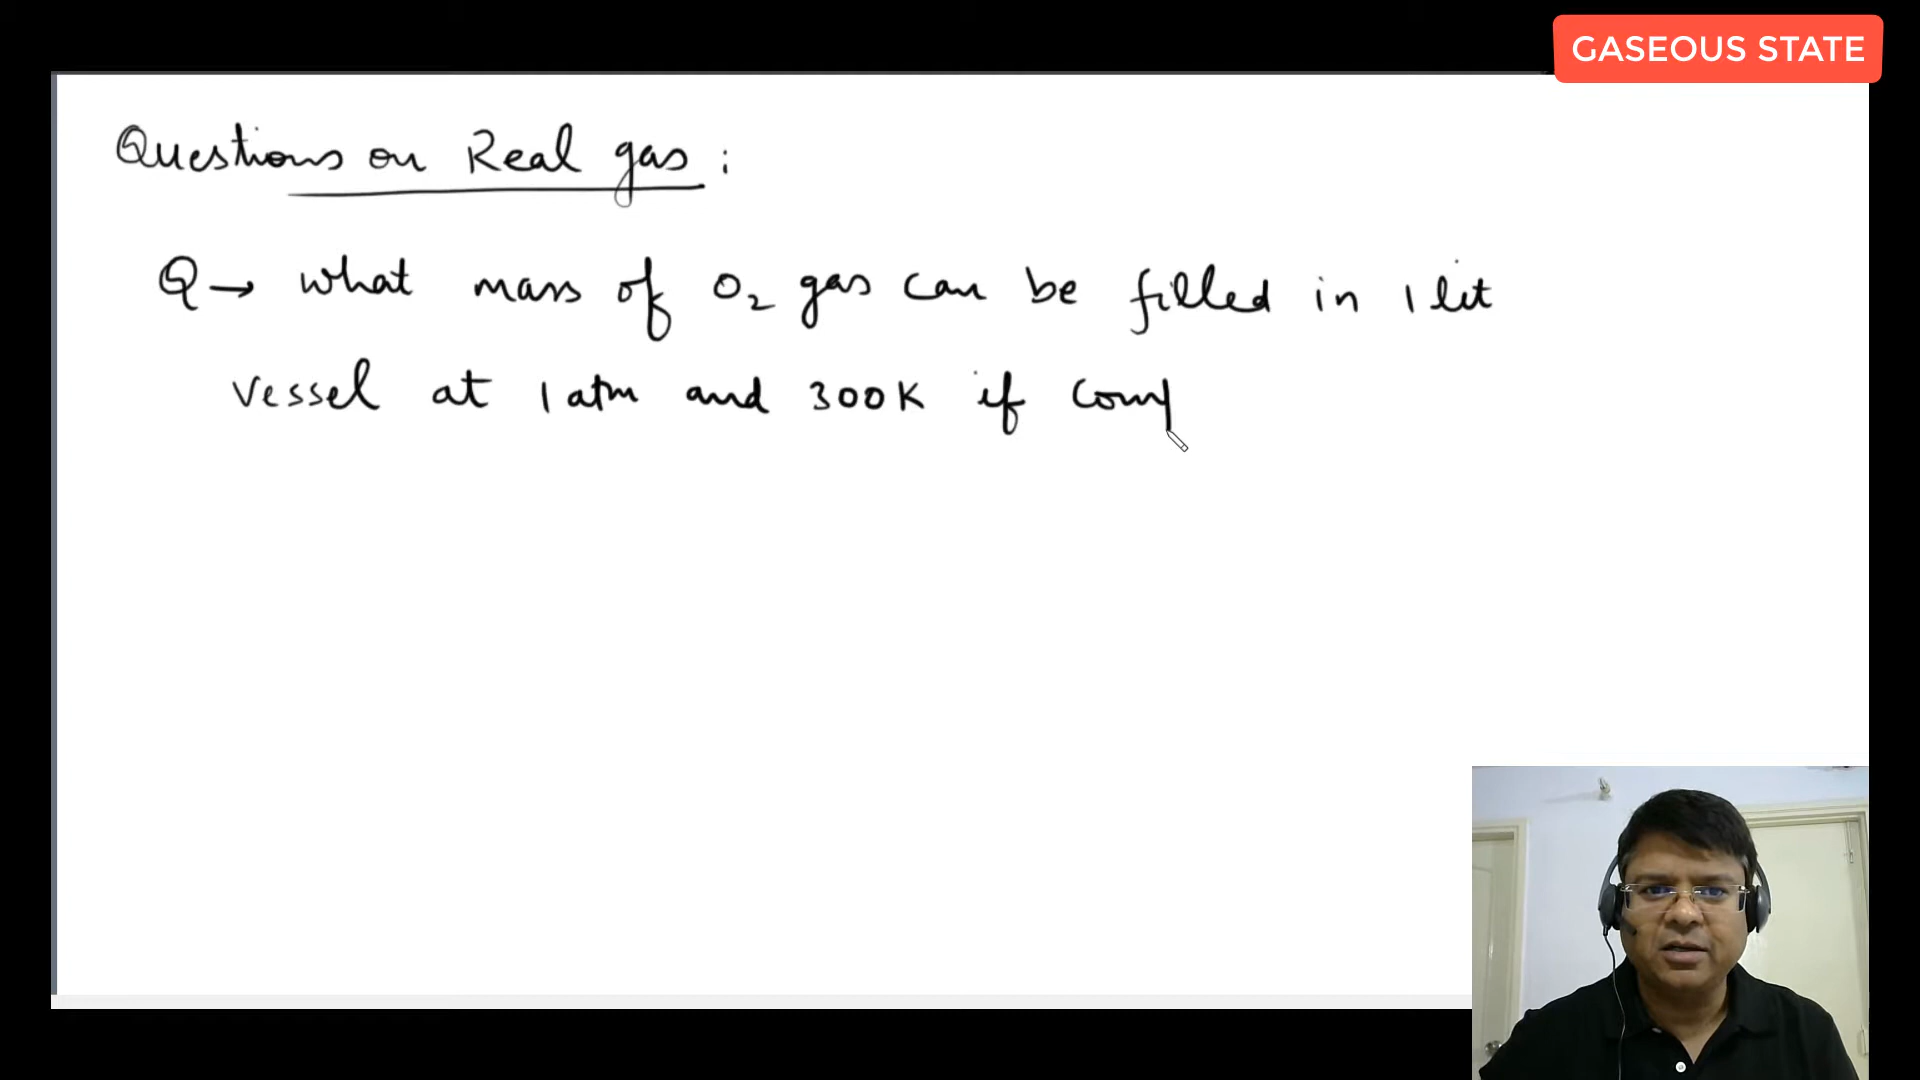 GASEOUS STATE
Questions on Real gas :
Q → what mass of O₂ gas can be filled in 1 lit
vessel at 1 atm and 300K if